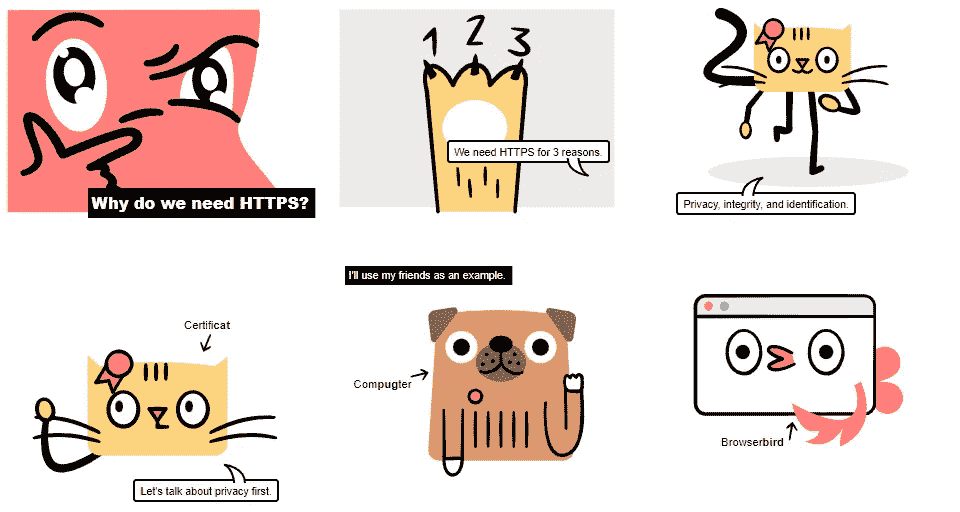 Why do we need HTTPS?
1 2 3
We need HTTPS for 3 reasons.
Privacy, integrity, and identification.
Certificat
Let's talk about privacy first.
I'll use my friends as an example.
Compugter
Browserbird